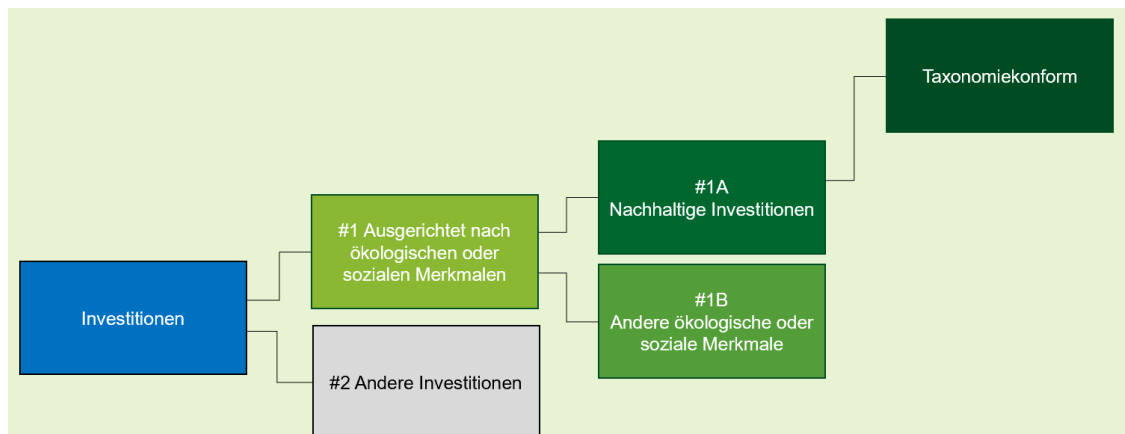 Taxonomiekonform
#1A
Nachhaltige Investitionen
#1 Ausgerichtet nach
ökologischen oder
sozialen Merkmalen
#1B
Andere ökologische oder
soziale Merkmale
Investitionen
#2 Andere Investitionen